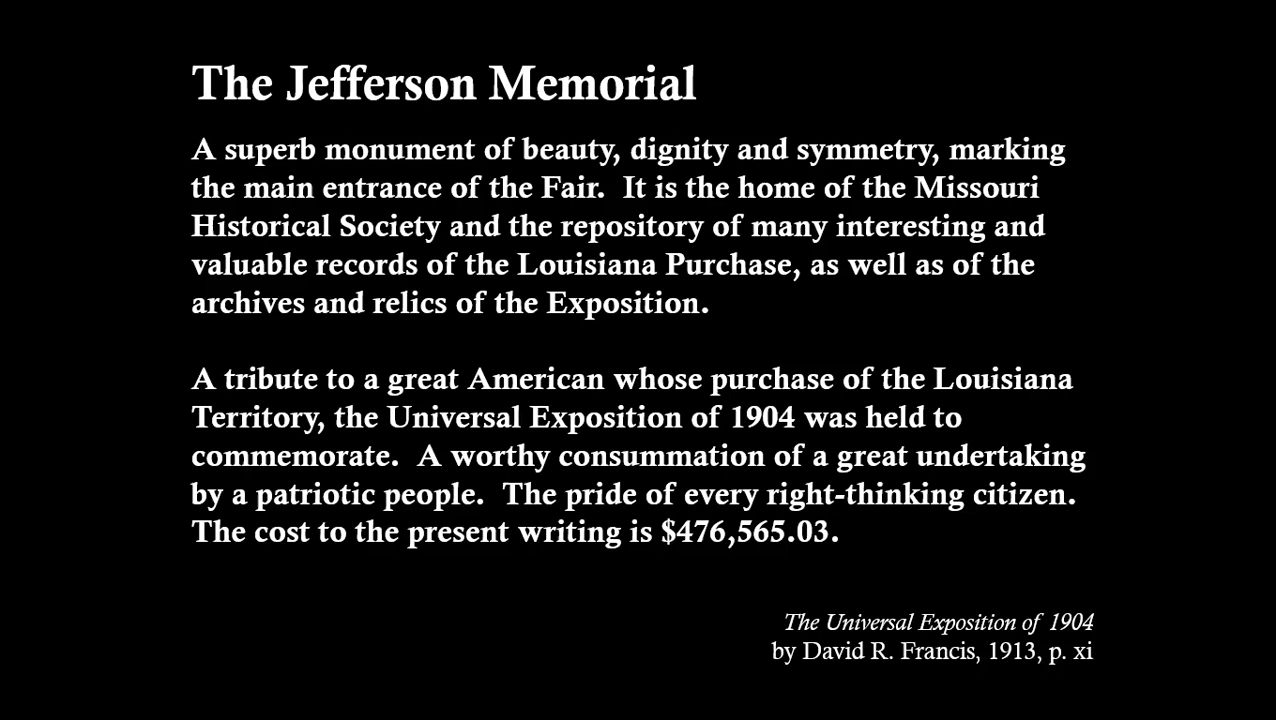 The Jefferson Memorial
A superb monument of beauty, dignity and symmetry, marking
the main entrance of the Fair.  It is the home of the Missouri
Historical Society and the repository of many interesting and
valuable records of the Louisiana Purchase, as well as of the
archives and relics of the Exposition.
A tribute to a great American whose purchase of the Louisiana
Territory, the Universal Exposition of 1904 was held to
commemorate.  A worthy consummation of a great undertaking
by a patriotic people.  The pride of every right-thinking citizen.
The cost to the present writing is $476,565.03.
The Universal Exposition of 1904
by David R. Francis, 1913, p. xi